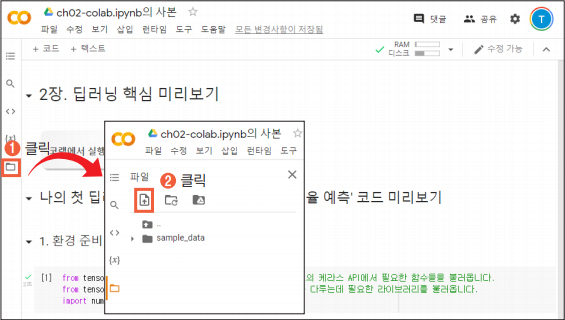 ch02-colab.ipynb의 사본
파일 수정 보기 삽입 런타임 도구 도움말 모든 변경사항이 저장됨
댓글 공유 T
+ 코드 + 텍스트
RAM
디스크
수정 가능
2장. 딥러닝 핵심 미리보기
{x}
1 클릭
코랩에서 실행
나의 첫 딥
율 예측' 코드 미리보기
1. 환경 준비
[1] from tenso
from tenso
import num
의 케라스 API에서 필요한 함수들을 불러옵니다.
다루는데 필요한 라이브러리를 불러옵니다.
ch02-colab.ipynb의 사본
파일 수정 보기 삽입 런타임 도구
파일
2 클릭
..
sample_data
{x}